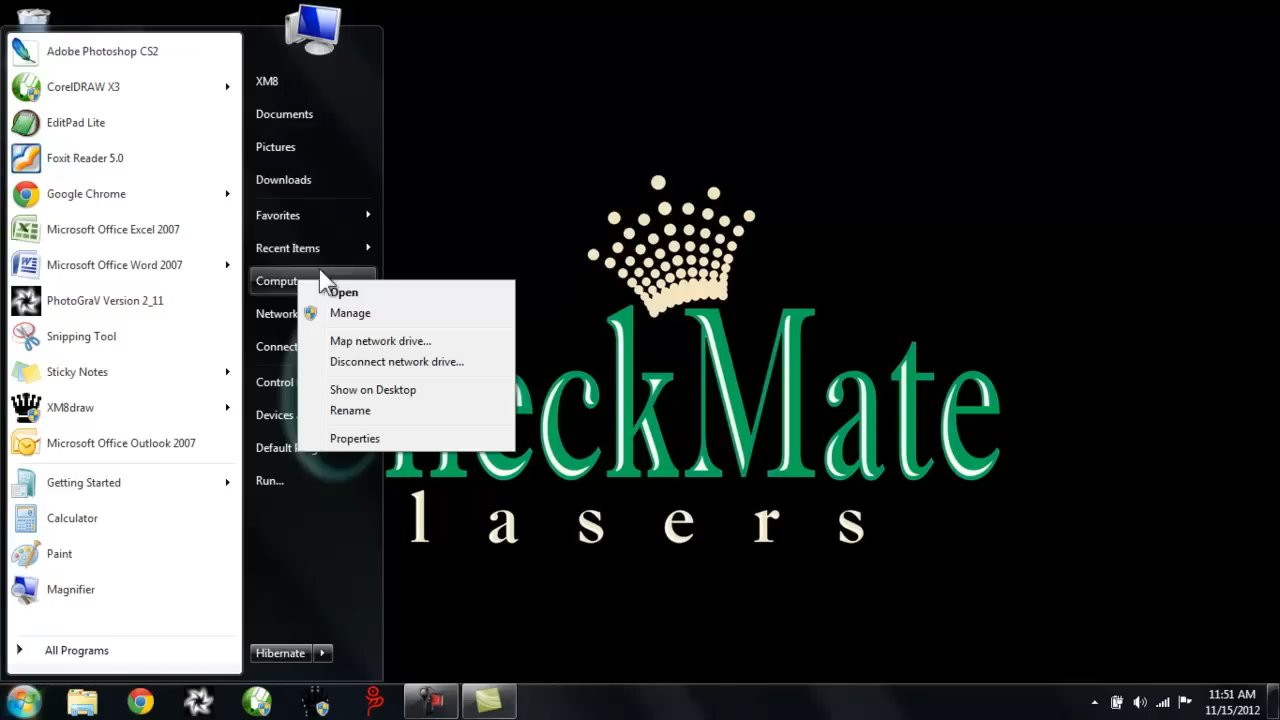 Adobe Photoshop CS2
CorelDRAW X3
EditPad Lite
Foxit Reader 5.0
Google Chrome
Microsoft Office Excel 2007
Microsoft Office Word 2007
PhotoGraV Version 2_11
Snipping Tool
Sticky Notes
XM8draw
Microsoft Office Outlook 2007
Getting Started
Calculator
Paint
Magnifier
All Programs
XM8
Documents
Pictures
Downloads
Favorites
Recent Items
Comput
Network
Connect
Control
Devices
Default
Run...
Hibernate
Open
Manage
Map network drive...
Disconnect network drive...
Show on Desktop
Rename
Properties
heckMate
lasers
11:51 AM
11/15/2012